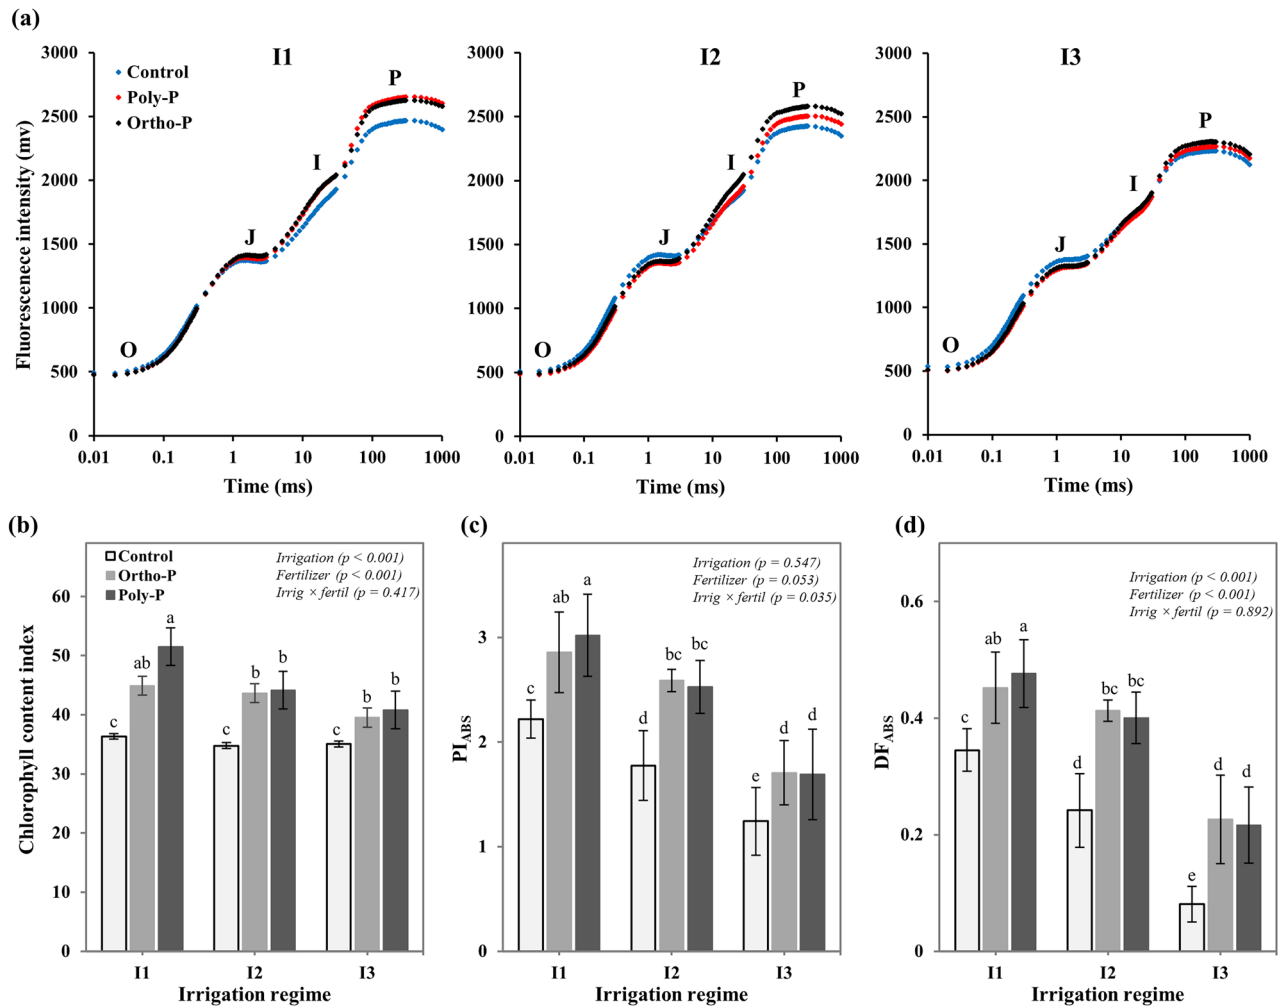 (a)
I1
I2
I3
Fluorescenece intensity (mv)
3000
2500
2000
1500
1000
500
0
Control
Poly-P
Ortho-P
O
J
I
P
0.01 0.1 1 10 100 1000
Time (ms)
3000
2500
2000
1500
1000
500
0
O
J
I
P
0.01 0.1 1 10 100 1000
Time (ms)
3000
2500
2000
1500
1000
500
0
O
J
I
P
0.01 0.1 1 10 100 1000
Time (ms)
(b)
Chlorophyll content index
60
50
40
30
20
10
0
Control
Ortho-P
Poly-P
Irrigation (p < 0.001)
Fertilizer (p < 0.001)
Irrig × fertil (p = 0.417)
c ab a
c b b
c b b
I1 I2 I3
Irrigation regime
(c)
PIABS
3
2
1
0
Irrigation (p = 0.547)
Fertilizer (p = 0.053)
Irrig × fertil (p = 0.035)
c ab a
d bc bc
e d d
I1 I2 I3
Irrigation regime
(d)
DFABS
0.6
0.4
0.2
0
Irrigation (p < 0.001)
Fertilizer (p < 0.001)
Irrig × fertil (p = 0.892)
c ab a
d bc bc
e d d
I1 I2 I3
Irrigation regime